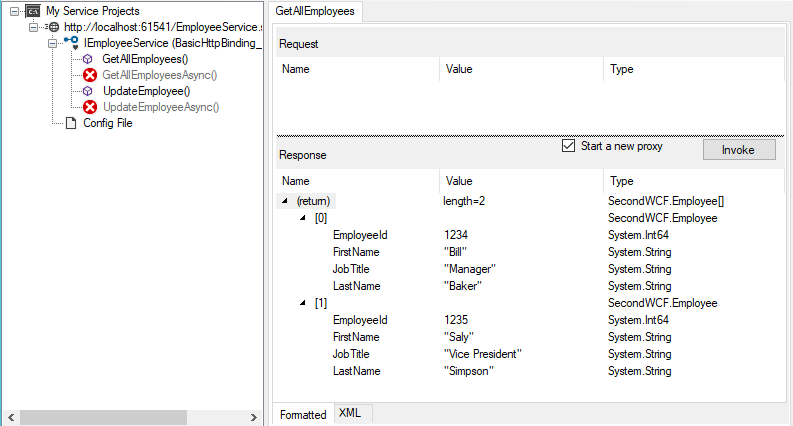 My Service Projects
http://localhost:61541/EmployeeService.s
IEmployeeService (BasicHttpBinding_
GetAllEmployees()
GetAllEmployeesAsync()
UpdateEmployee()
UpdateEmployeeAsync()
Config File
GetAllEmployees
Request
Name Value Type
Start a new proxy Invoke
Response
Name Value Type
(return) length=2 SecondWCF.Employee[]
[0] SecondWCF.Employee
EmployeeId 1234 System.Int64
FirstName "Bill" System.String
JobTitle "Manager" System.String
LastName "Baker" System.String
[1] SecondWCF.Employee
EmployeeId 1235 System.Int64
FirstName "Saly" System.String
JobTitle "Vice President" System.String
LastName "Simpson" System.String
Formatted XML